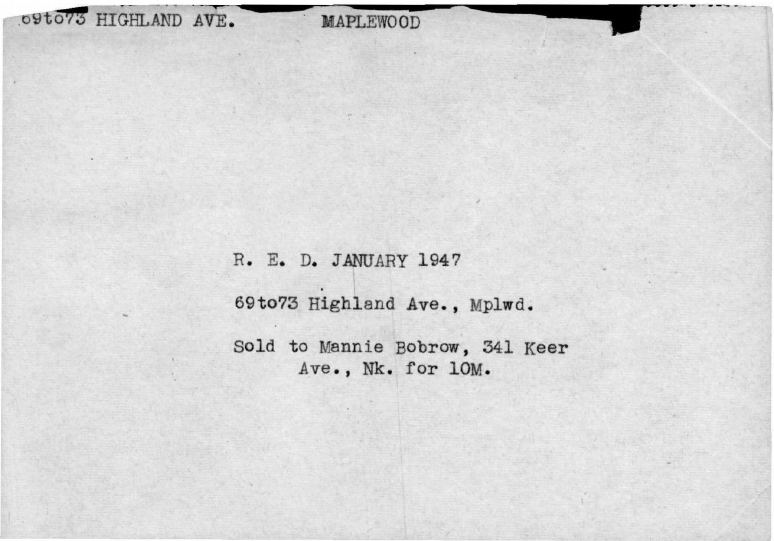 69to73 HIGHLAND AVE. MAPLEWOOD
R. E. D. JANUARY 1947
69to73 Highland Ave., Mplwd.
Sold to Mannie Bobrow, 341 Keer
Ave., Nk. for 10M.